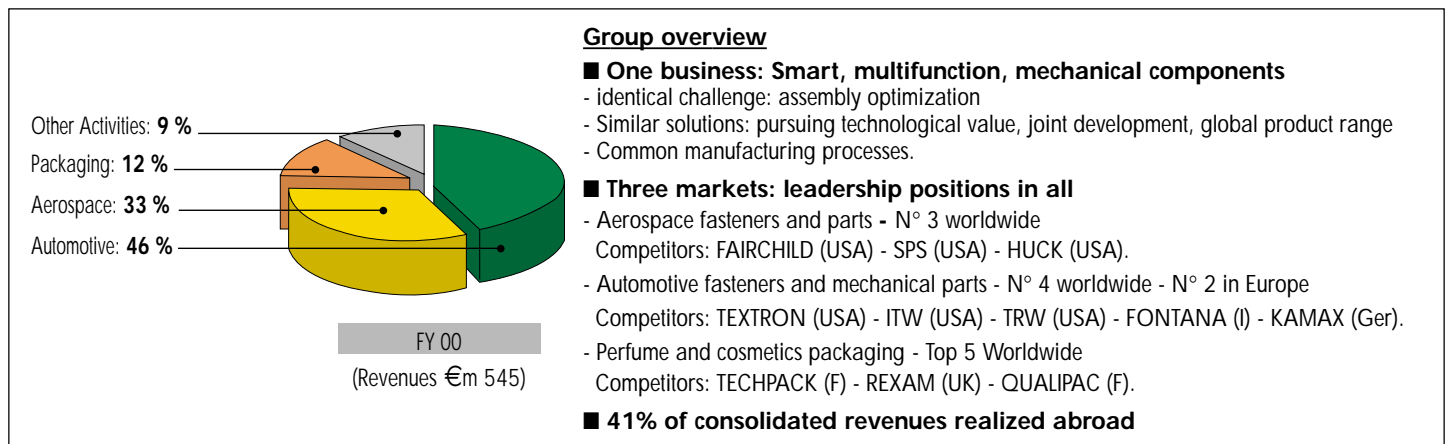 Other Activities: 9 %
Packaging: 12 %
Aerospace: 33 %
Automotive: 46 %
FY 00
(Revenues €m 545)
Group overview
■ One business: Smart, multifunction, mechanical components
- identical challenge: assembly optimization
- Similar solutions: pursuing technological value, joint development, global product range
- Common manufacturing processes.
■ Three markets: leadership positions in all
- Aerospace fasteners and parts - N° 3 worldwide
Competitors: FAIRCHILD (USA) - SPS (USA) - HUCK (USA).
- Automotive fasteners and mechanical parts - N° 4 worldwide - N° 2 in Europe
Competitors: TEXTRON (USA) - ITW (USA) - TRW (USA) - FONTANA (I) - KAMAX (Ger).
- Perfume and cosmetics packaging - Top 5 Worldwide
Competitors: TECHPACK (F) - REXAM (UK) - QUALIPAC (F).
■ 41% of consolidated revenues realized abroad